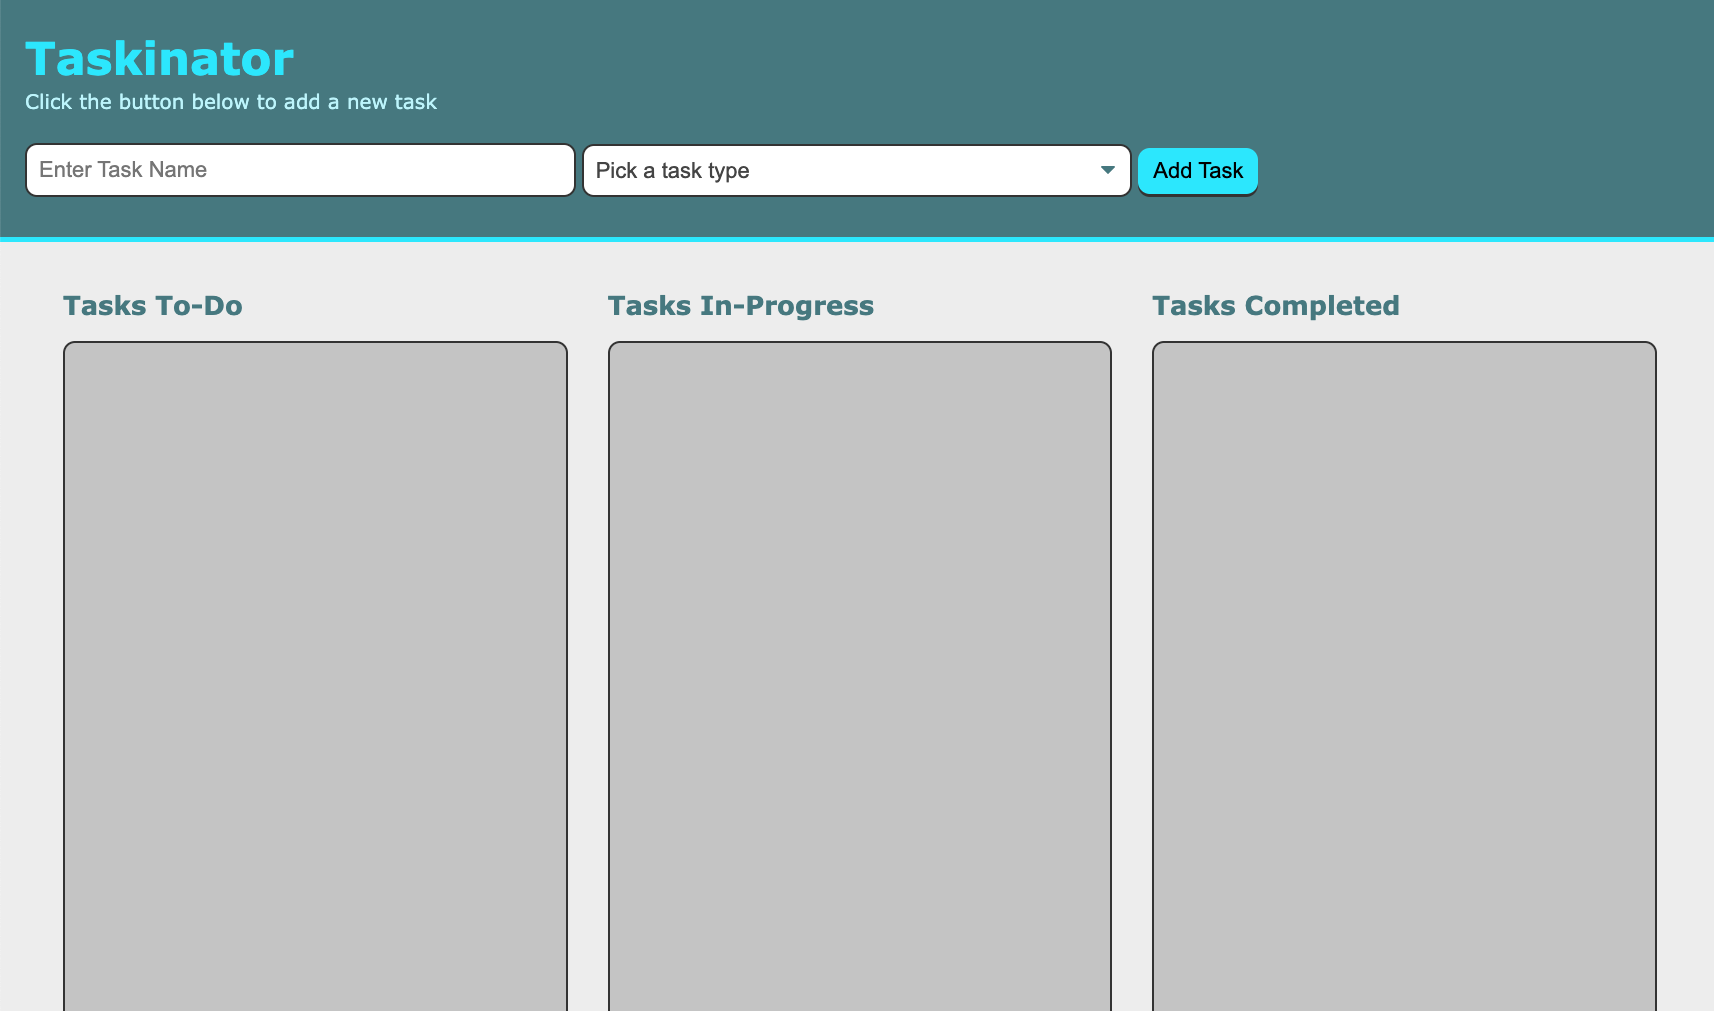 Taskinator
Click the button below to add a new task
Enter Task Name
Pick a task type
Add Task
Tasks To-Do
Tasks In-Progress
Tasks Completed